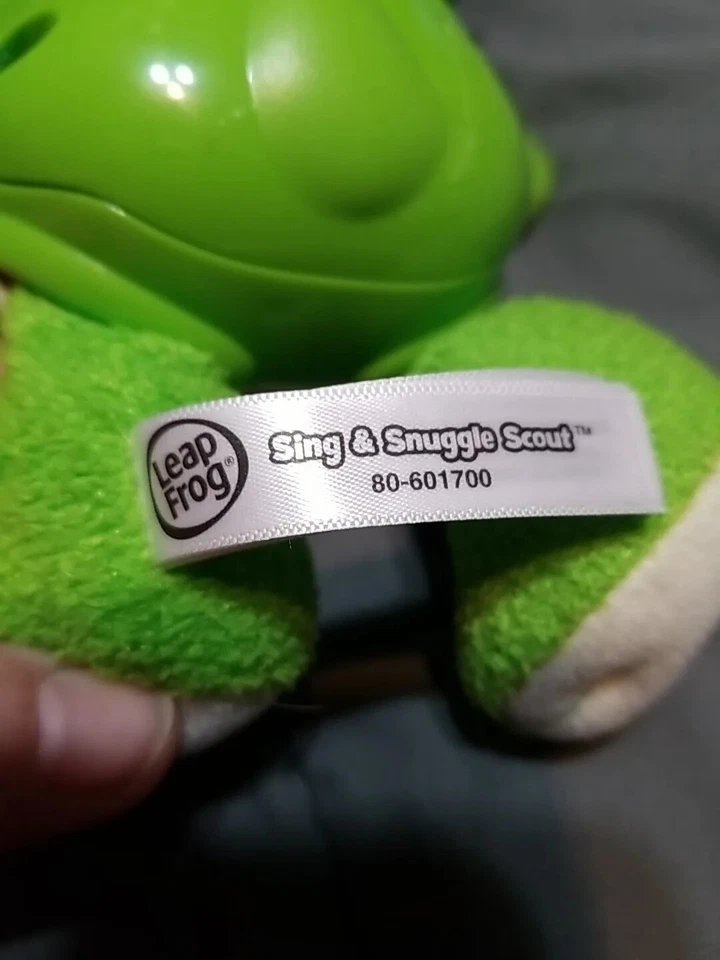 Leap
Frog®
Sing & Snuggle Scout™
80-601700